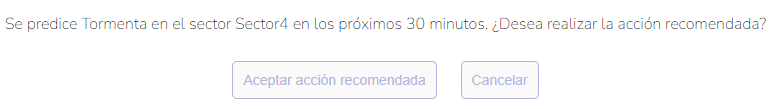 Se predice Tormenta en el sector Sector4 en los próximos 30 minutos. ¿Desea realizar la acción recomendada?
Aceptar acción recomendada
Cancelar